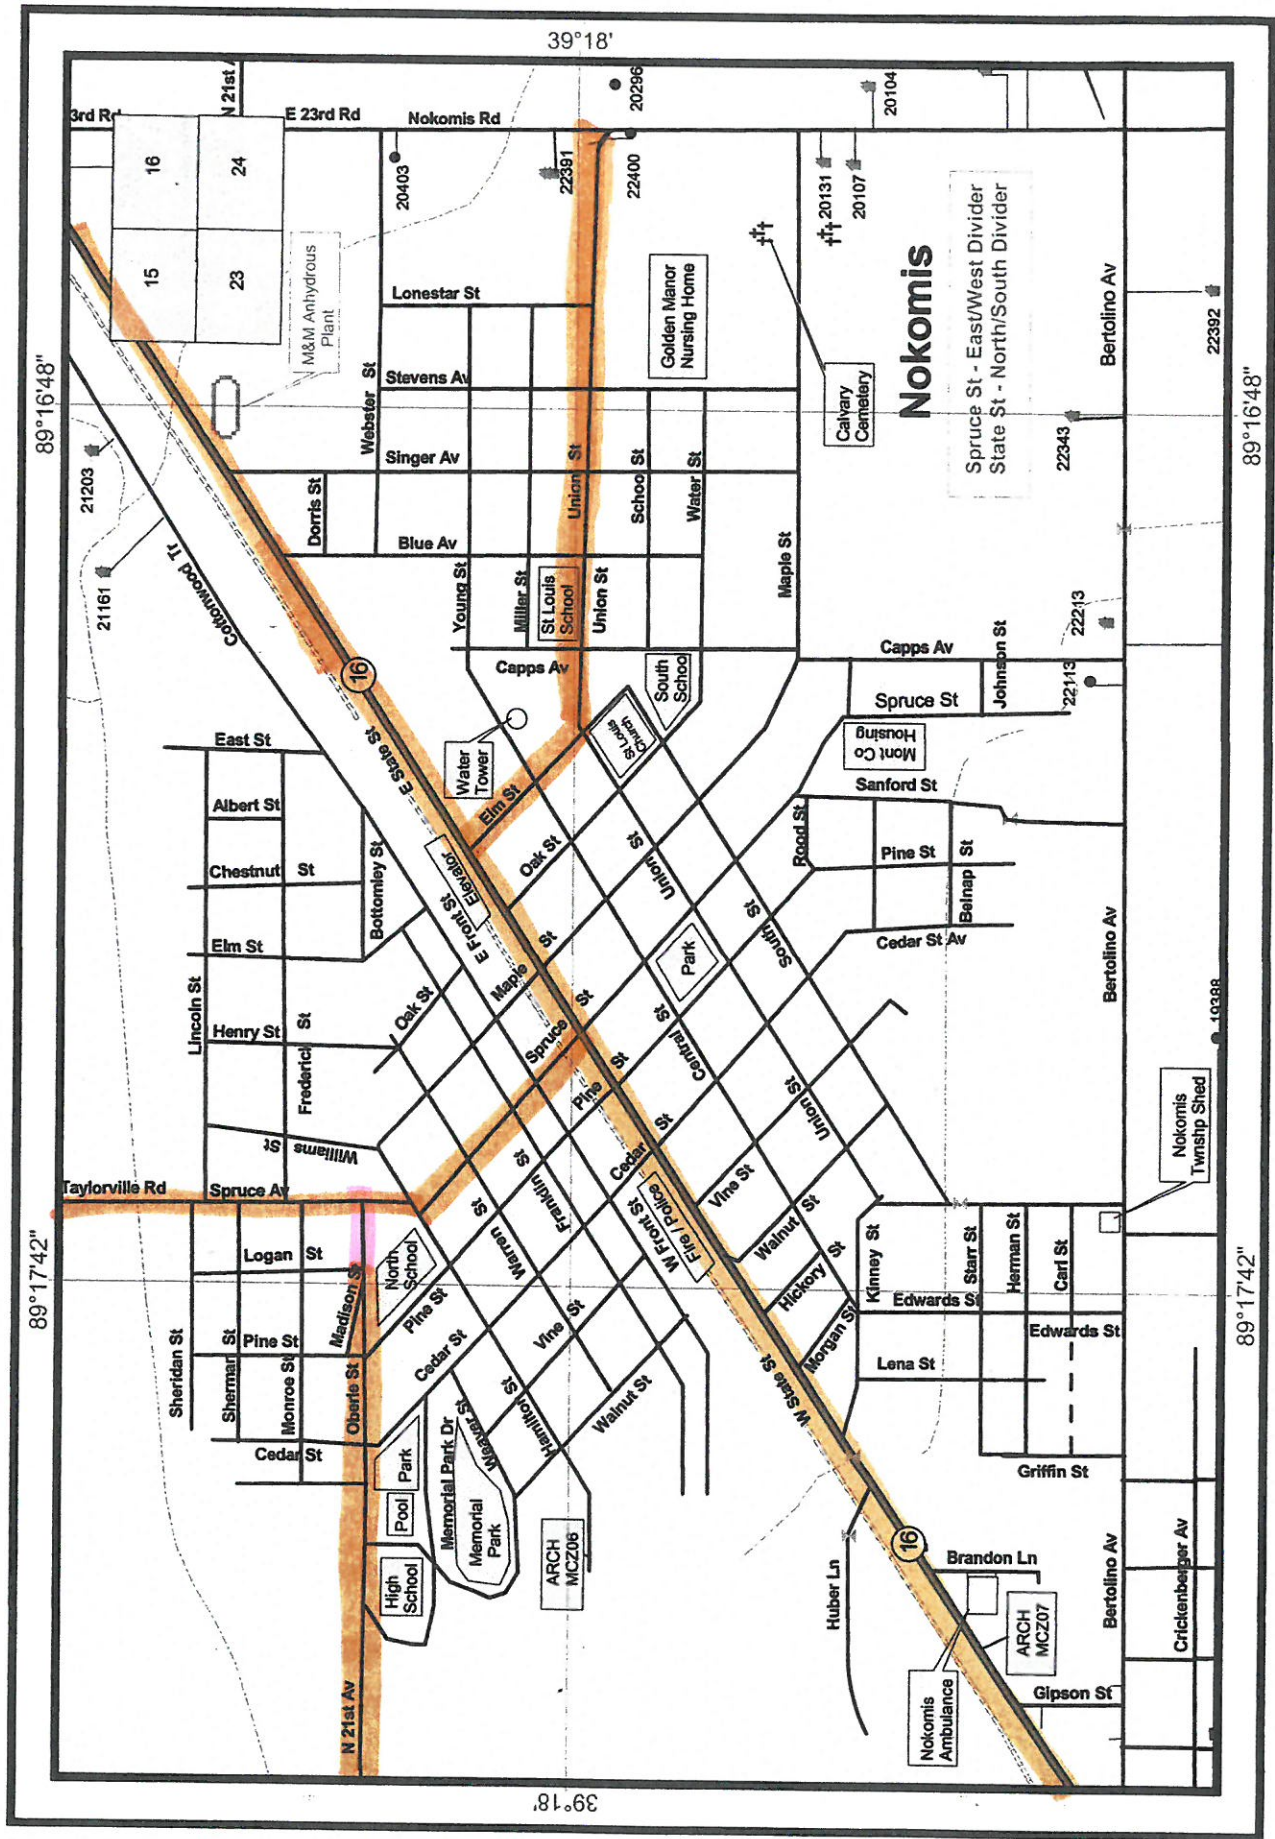 39°18'
3rd Rd
N 21st A
E 23rd Rd
Nokomis Rd
16
24
15
23
M&M Anhydrous
Plant
20403
22391
22400
20296
20104
20131
20107
Lonestar St
Webster St
Stevens Av
Singer Av
Dorris St
Blue Av
Young St
Miller St
St Louis
School
Union St
Union St
School St
Water St
Maple St
Golden Manor
Nursing Home
Calvary
Cemetery
Nokomis
Spruce St - East/West Divider
State St - North/South Divider
Bertolino Av
22392
22343
22213
22113
89°16'48"
89°16'48"
21203
21161
Cottonwood Tr
16
E State St
Capps Av
South
School
St Louis
Church
Water
Tower
Elm St
Oak St
Capps Av
Spruce St
Johnson St
Mont Co
Housing
Sanford St
Rood St
Pine St
Belnap St
Cedar St Av
Bertolino Av
19388
East St
Albert St
Chestnut St
Bottomley St
Elm St
Lincoln St
Henry St
Frederick St
Oak St
E Front St
Elevator
Maple St
Spruce St
Pine St
Cedar St
Union St
South St
Park
Central St
Union St
Williams St
Taylorville Rd
Spruce Av
Logan St
North
School
Madison St
Pine St
Sheridan St
Sherman St
Pine St
Monroe St
Oberle St
Cedar St
Cedar St
Warren St
Franklin St
W Front St
Fire / Police
Vine St
Walnut St
Hickory St
Morgan St
Kinney St
Edwards St
Starr St
Herman St
Carl St
Nokomis
Twnshp Shed
Edwards St
Lena St
Griffin St
W State St
Vine St
Walnut St
Hamilton St
Weaver St
Memorial Park Dr
Memorial
Park
Park
Pool
High
School
ARCH
MCZ06
N 21st Av
Huber Ln
16
Brandon Ln
Nokomis
Ambulance
ARCH
MCZ07
Gipson St
Bertolino Av
Crickenberger Av
89°17'42"
89°17'42"
39°18'